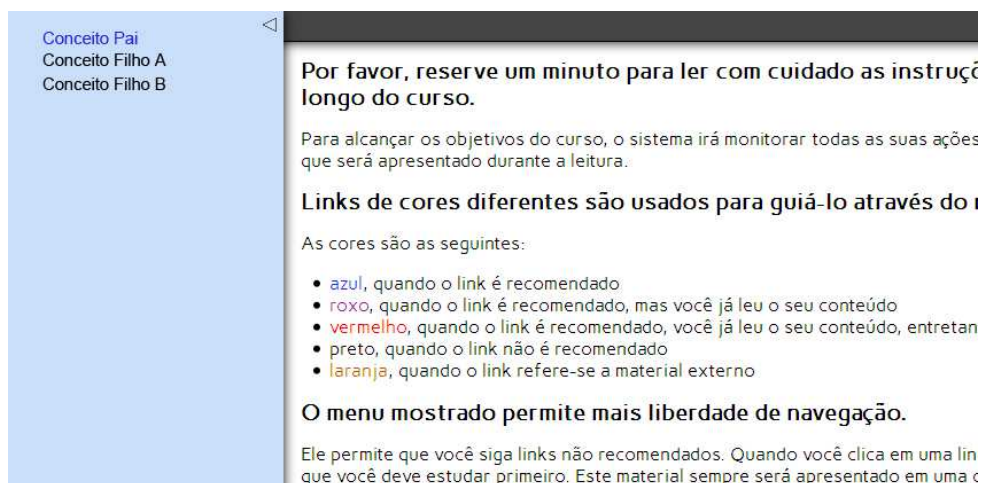 Conceito Pai
Conceito Filho A
Conceito Filho B
Por favor, reserve um minuto para ler com cuidado as
longo do curso.
Para alcançar os objetivos do curso, o sistema irá monitorar todas as suas ações
que será apresentado durante a leitura.
Links de cores diferentes são usados para guiá-lo através do
As cores são as seguintes:
• azul, quando o link é recomendado
• roxo, quando o link é recomendado, mas você já leu o seu conteúdo
• vermelho, quando o link é recomendado, você já leu o seu conteúdo,
• preto, quando o link não é recomendado
• laranja, quando o link refere-se a material externo
O menu mostrado permite mais liberdade de navegação.
Ele permite que você siga links não recomendados. Quando você clica em uma
que você deve estudar primeiro. Este material sempre será apresentado em uma